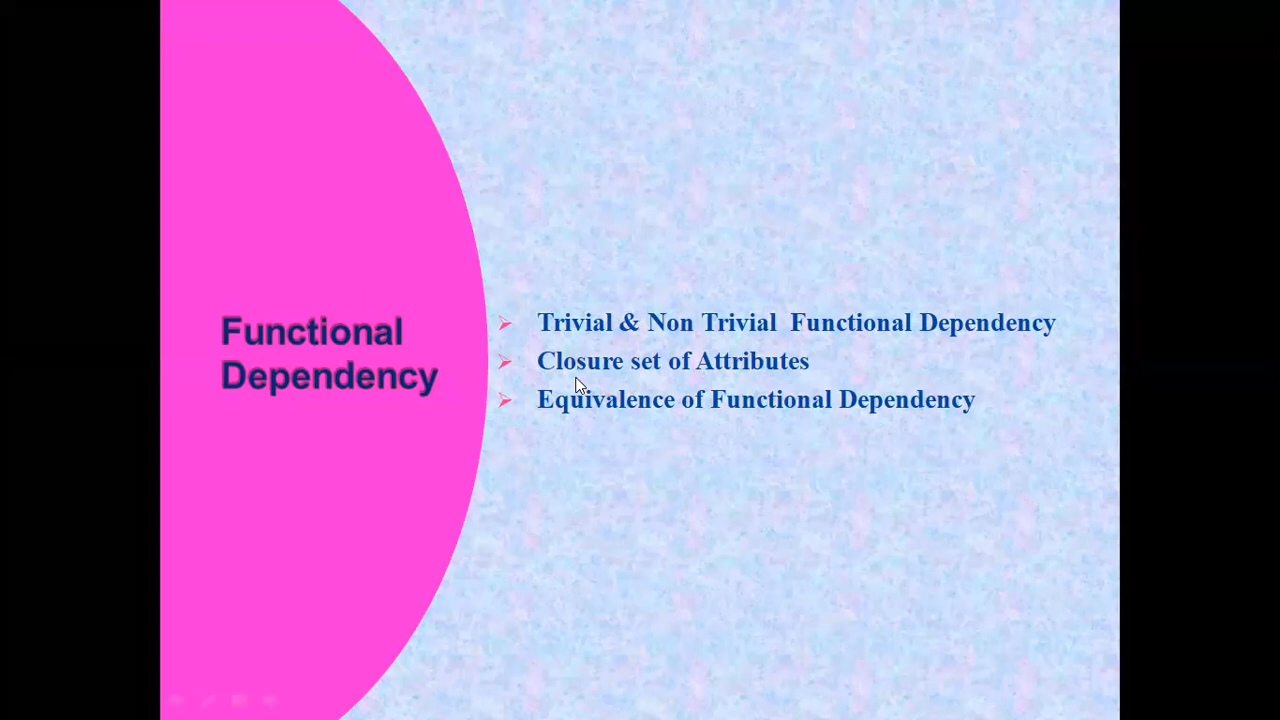 Functional
Dependency
Trivial & Non Trivial Functional Dependency
Closure set of Attributes
Equivalence of Functional Dependency